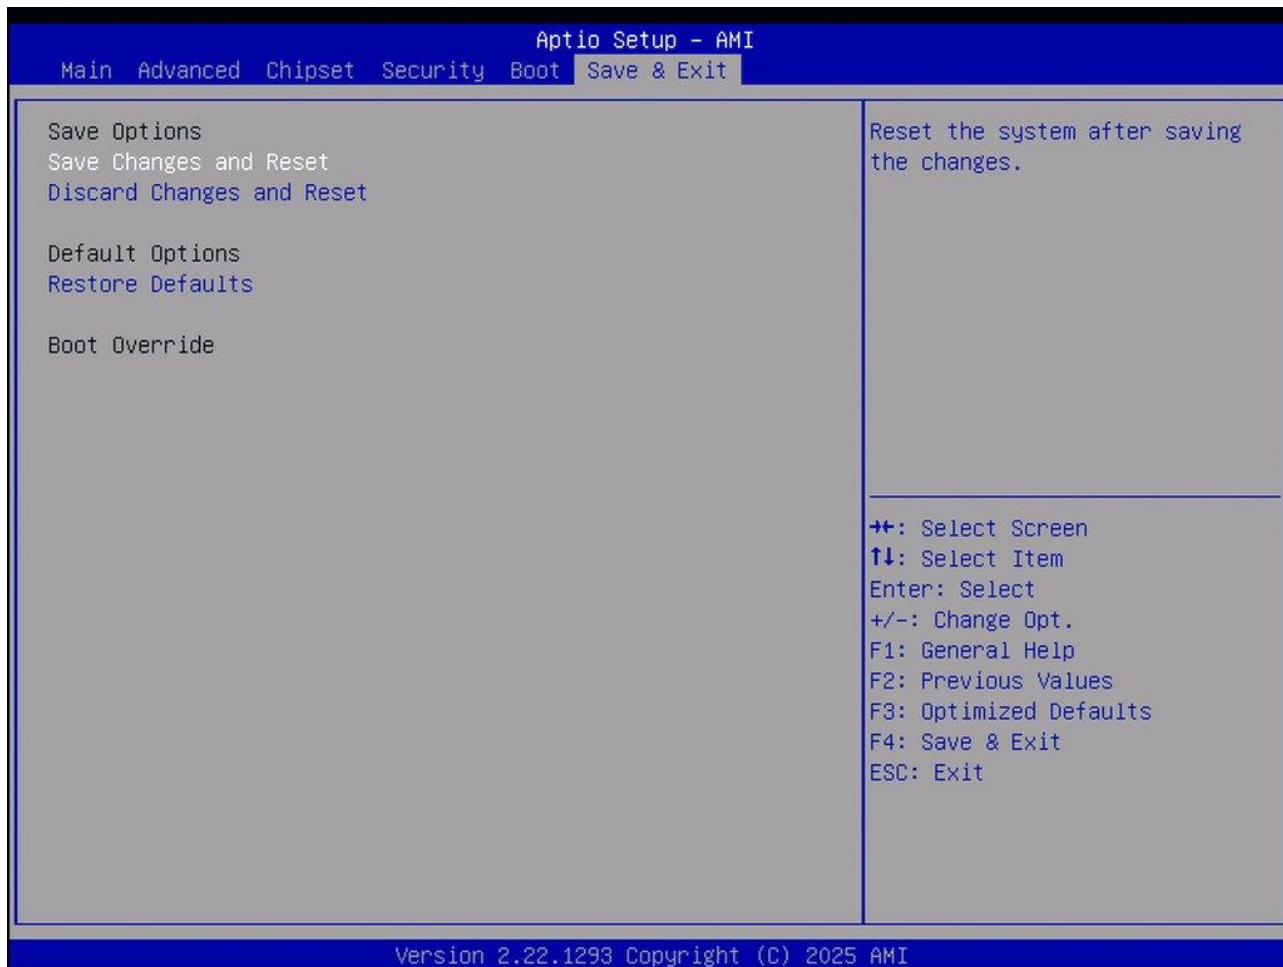 Aptio Setup – AMI
Main Advanced Chipset Security Boot Save & Exit
Save Options
Save Changes and Reset
Discard Changes and Reset
Default Options
Restore Defaults
Boot Override
Reset the system after saving
the changes.
→←: Select Screen
↑↓: Select Item
Enter: Select
+/-: Change Opt.
F1: General Help
F2: Previous Values
F3: Optimized Defaults
F4: Save & Exit
ESC: Exit
Version 2.22.1293 Copyright (C) 2025 AMI